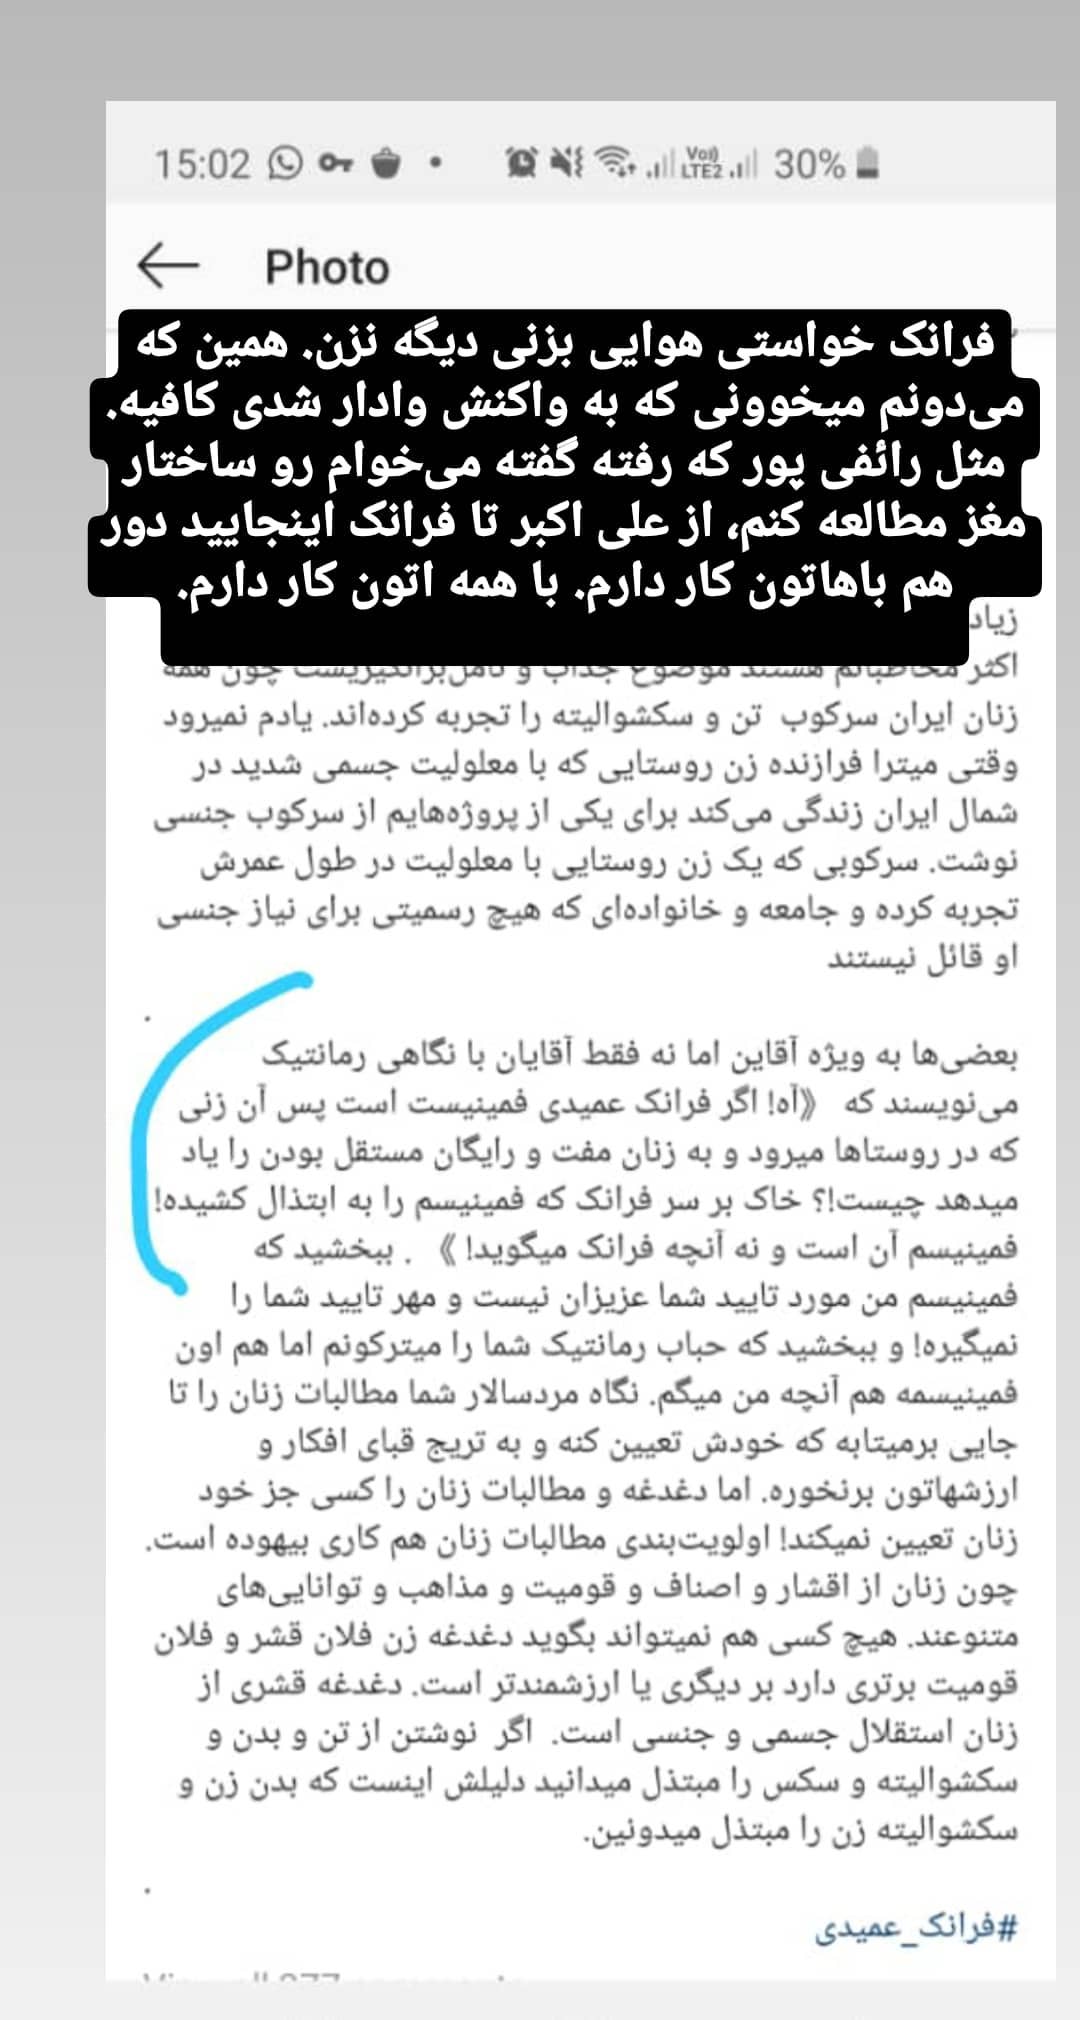 15:02 30%
VoI) LTE2
Photo
فرانک خواستی هوایی بزنی دیگه نزن. همین که
می‌دونم میخوونی که به واکنش وادار شدی کافیه.
مثل رائفی پور که رفته گفته می‌خوام رو ساختار
مغز مطالعه کنم، از علی اکبر تا فرانک اینجایید دور
هم باهاتون کار دارم. با همه اتون کار دارم.
زیاد
اکثر مخاطبانم هستند موضوع جذاب و تامل‌برانگیزیست چون همه
زنان ایران سرکوب تن و سکشوالیته را تجربه کرده‌اند. یادم نمیرود
وقتی میترا فرازنده زن روستایی که با معلولیت جسمی شدید در
شمال ایران زندگی می‌کند برای یکی از پروژه‌هایم از سرکوب جنسی
نوشت. سرکوبی که یک زن روستایی با معلولیت در طول عمرش
تجربه کرده و جامعه و خانواده‌ای که هیچ رسمیتی برای نیاز جنسی
او قائل نیستند
.
بعضی‌ها به ویژه آقاین اما نه فقط آقایان با نگاهی رمانتیک
می‌نویسند که 《آه! اگر فرانک عمیدی فمینیست است پس آن زنی
که در روستاها میرود و به زنان مفت و رایگان مستقل بودن را یاد
میدهد چیست!؟ خاک بر سر فرانک که فمینیسم را به ابتذال کشیده!
فمینیسم آن است و نه آنچه فرانک میگوید! 》 . ببخشید که
فمینیسم من مورد تایید شما عزیزان نیست و مهر تایید شما را
نمیگیره! و ببخشید که حباب رمانتیک شما را میترکونم اما هم اون
فمینیسمه هم آنچه من میگم. نگاه مردسالار شما مطالبات زنان را تا
جایی برمیتابه که خودش تعیین کنه و به تریج قبای افکار و
ارزشهاتون برنخوره. اما دغدغه و مطالبات زنان را کسی جز خود
زنان تعیین نمیکند! اولویت‌بندی مطالبات زنان هم کاری بیهوده است.
چون زنان از اقشار و اصناف و قومیت و مذاهب و توانایی‌های
متنوعند. هیچ کسی هم نمیتواند بگوید دغدغه زن فلان قشر و فلان
قومیت برتری دارد بر دیگری یا ارزشمندتر است. دغدغه قشری از
زنان استقلال جسمی و جنسی است. اگر نوشتن از تن و بدن و
سکشوالیته و سکس را مبتذل میدانید دلیلش اینست که بدن زن و
سکشوالیته زن را مبتذل میدونین.
.
#فرانک_عمیدی